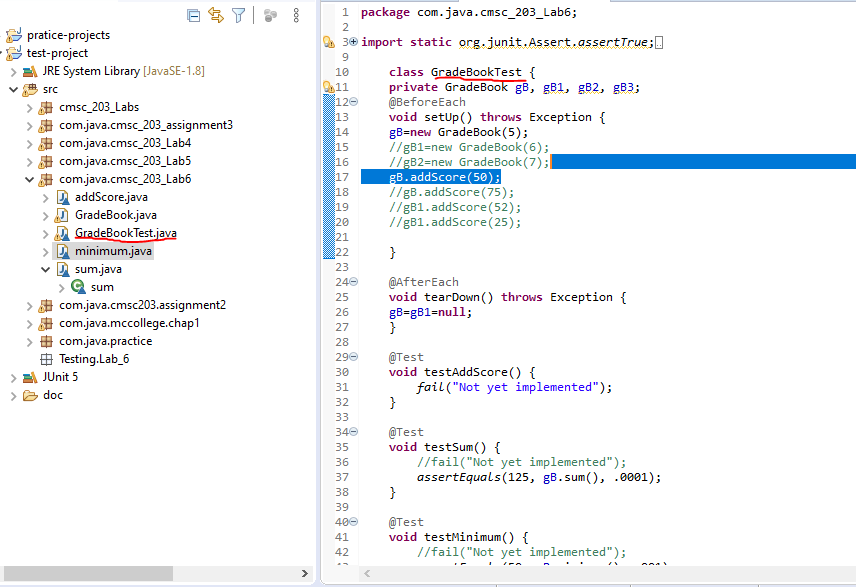 pratice-projects
test-project
JRE System Library [JavaSE-1.8]
src
cmsc_203_Labs
com.java.cmsc_203_assignment3
com.java.cmsc_203_Lab4
com.java.cmsc_203_Lab5
com.java.cmsc_203_Lab6
addScore.java
GradeBook.java
GradeBookTest.java
minimum.java
sum.java
sum
com.java.cmsc203.assignment2
com.java.mccollege.chap1
com.java.practice
Testing.Lab_6
JUnit 5
doc
1 package com.java.cmsc_203_Lab6;
2
3 import static org.junit.Assert.assertTrue;
9
10 class GradeBookTest {
11 private GradeBook gB, gB1, gB2, gB3;
12 @BeforeEach
13 void setUp() throws Exception {
14 gB=new GradeBook(5);
15 //gB1=new GradeBook(6);
16 //gB2=new GradeBook(7);
17 gB.addScore(50);
18 //gB.addScore(75);
19 //gB1.addScore(52);
20 //gB1.addScore(25);
21
22 }
23
24 @AfterEach
25 void tearDown() throws Exception {
26 gB=gB1=null;
27 }
28
29 @Test
30 void testAddScore() {
31 fail("Not yet implemented");
32 }
33
34 @Test
35 void testSum() {
36 //fail("Not yet implemented");
37 assertEquals(125, gB.sum(), .0001);
38 }
39
40 @Test
41 void testMinimum() {
42 //fail("Not yet implemented");